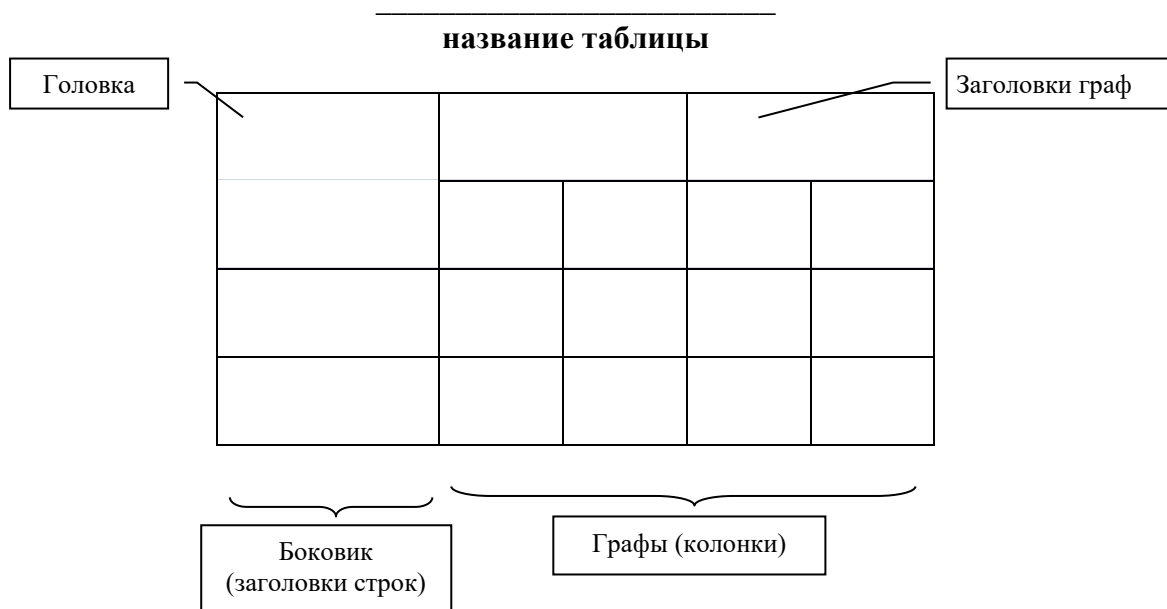 название таблицы
Головка
Заголовки граф
Боковик
(заголовки строк)
Графы (колонки)